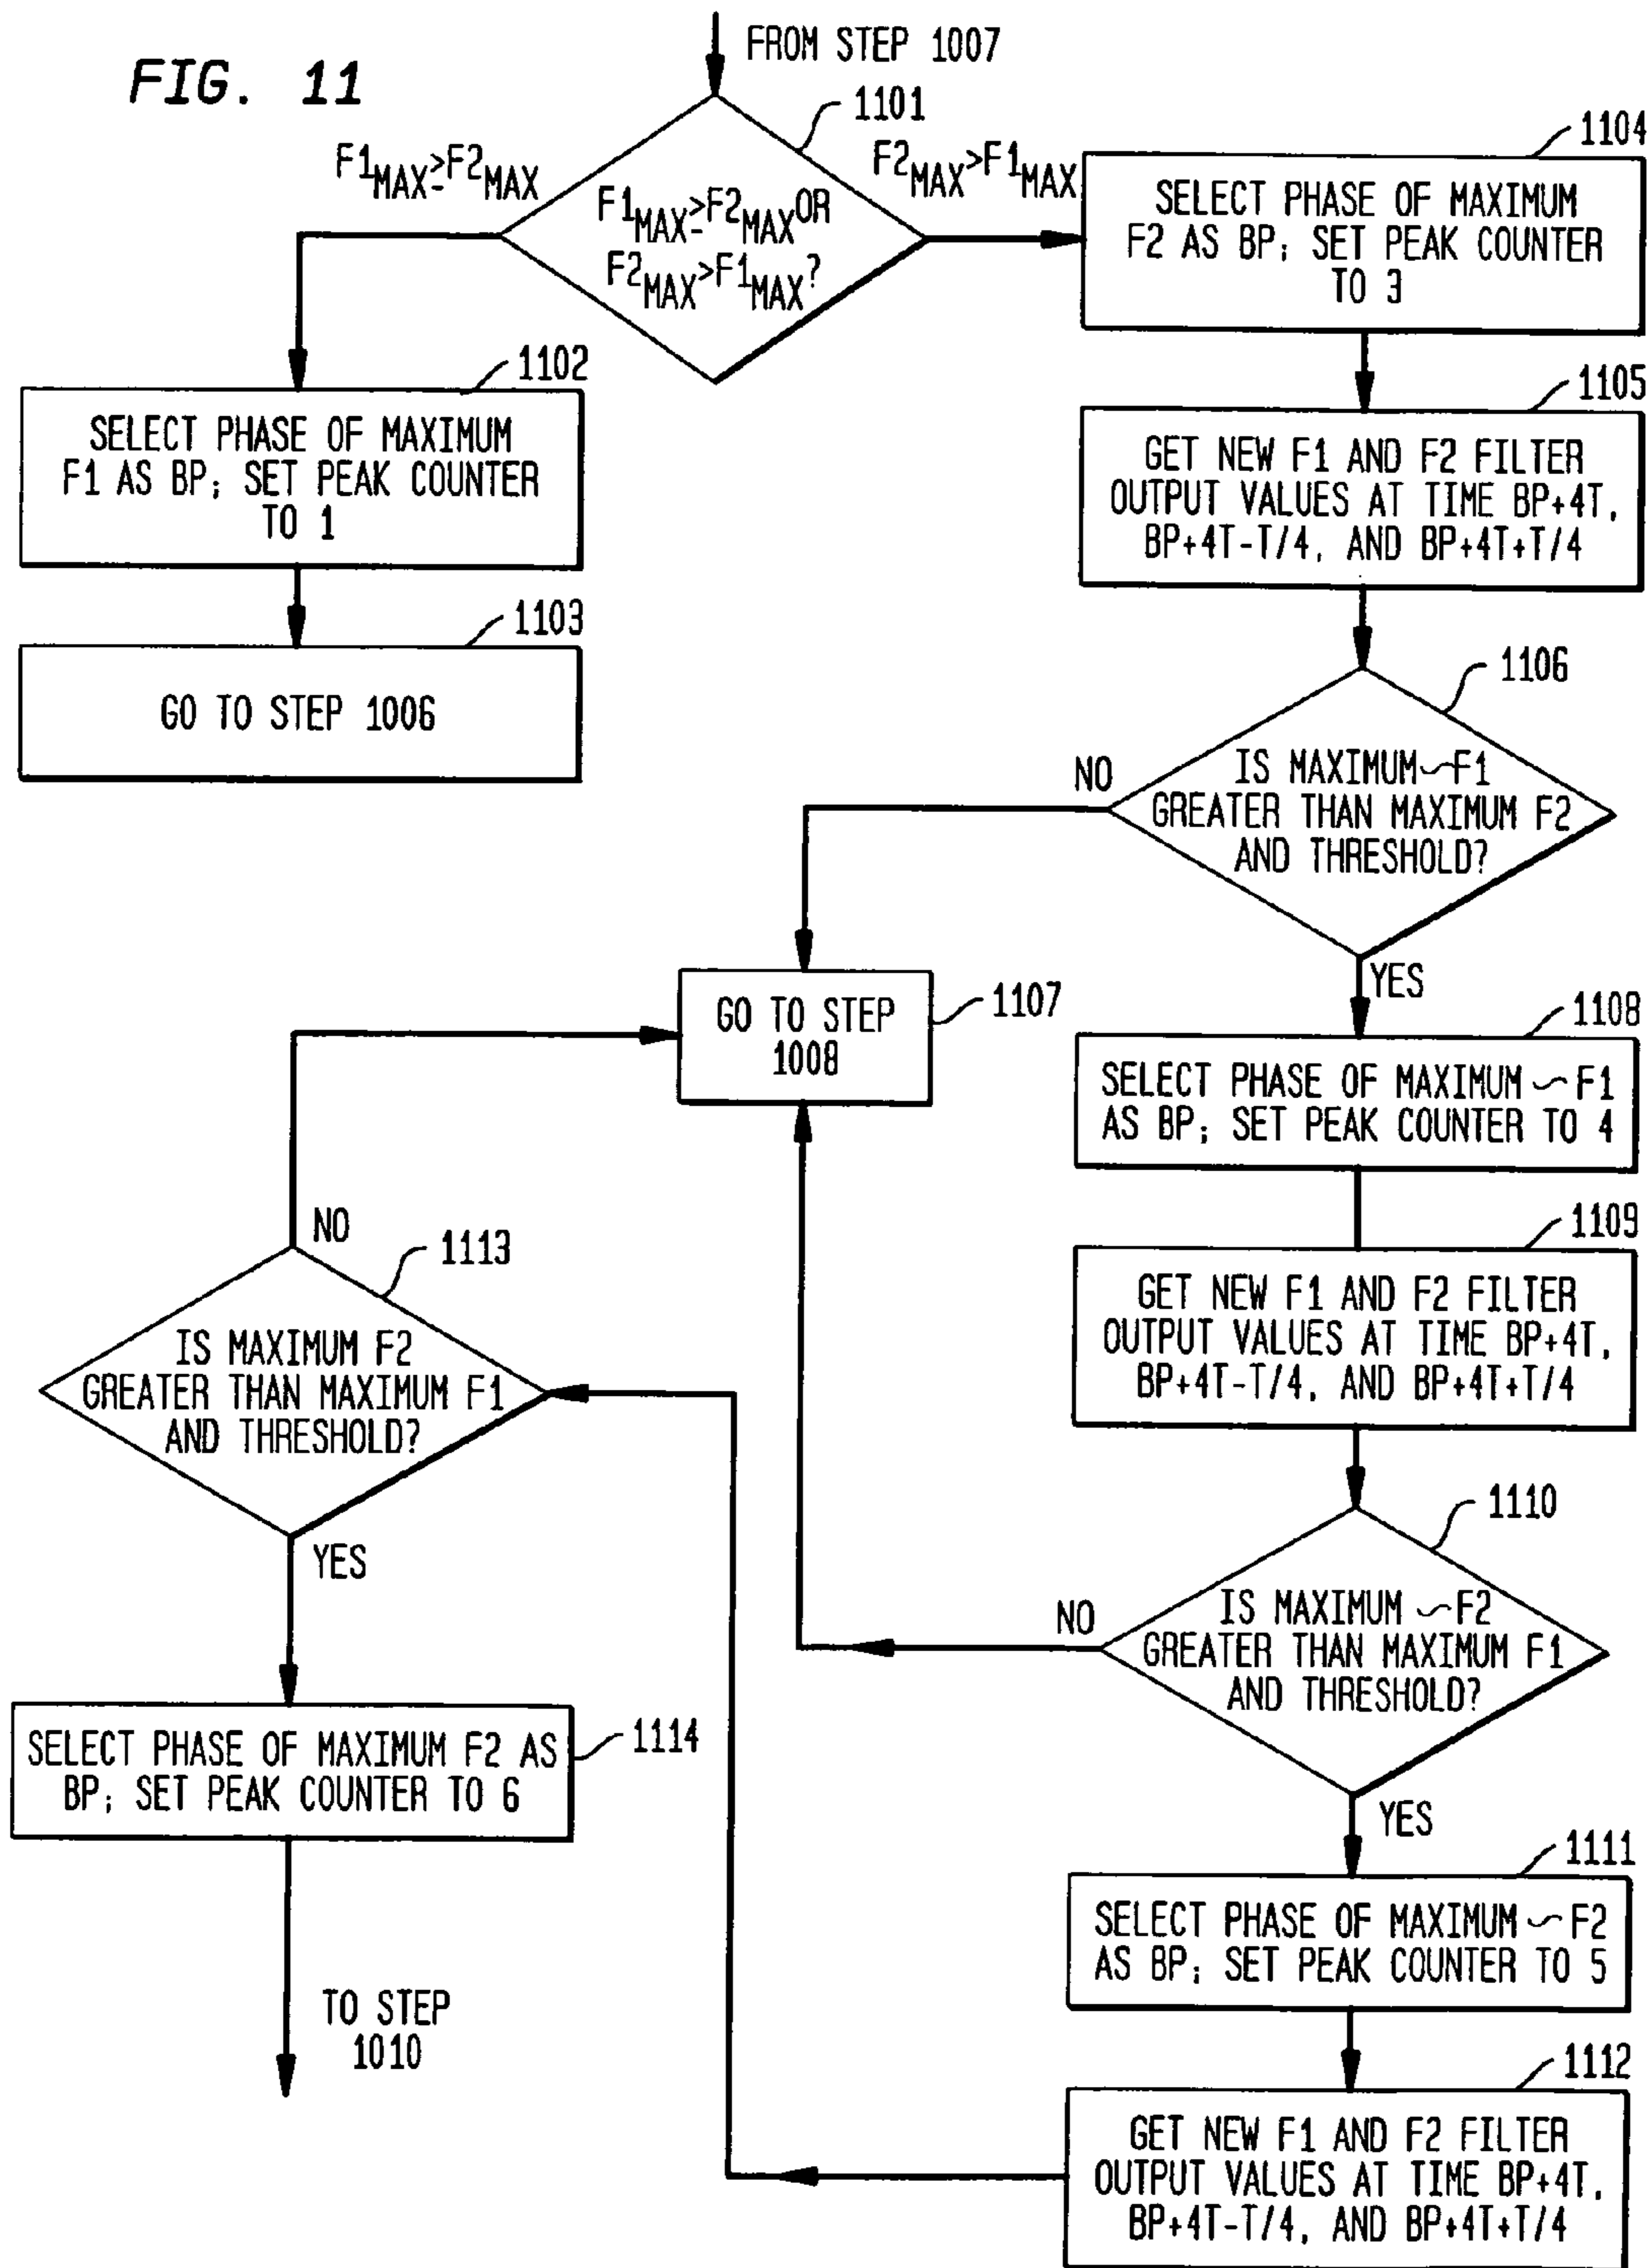 FIG. 11
FROM STEP 1007
1101
F1MAX≥F2MAX
F1MAX≥F2MAX OR
F2MAX>F1MAX?
F2MAX>F1MAX
1104
SELECT PHASE OF MAXIMUM
F2 AS BP; SET PEAK COUNTER
TO 3
1102
SELECT PHASE OF MAXIMUM
F1 AS BP; SET PEAK COUNTER
TO 1
1105
GET NEW F1 AND F2 FILTER
OUTPUT VALUES AT TIME BP+4T,
BP+4T-T/4, AND BP+4T+T/4
1103
GO TO STEP 1006
1106
IS MAXIMUM ~F1
GREATER THAN MAXIMUM F2
AND THRESHOLD?
NO
YES
1107
GO TO STEP
1008
1108
SELECT PHASE OF MAXIMUM ~F1
AS BP; SET PEAK COUNTER TO 4
1109
GET NEW F1 AND F2 FILTER
OUTPUT VALUES AT TIME BP+4T,
BP+4T-T/4, AND BP+4T+T/4
1110
IS MAXIMUM ~F2
GREATER THAN MAXIMUM F1
AND THRESHOLD?
NO
YES
1111
SELECT PHASE OF MAXIMUM ~F2
AS BP; SET PEAK COUNTER TO 5
1112
GET NEW F1 AND F2 FILTER
OUTPUT VALUES AT TIME BP+4T,
BP+4T-T/4, AND BP+4T+T/4
NO
1113
IS MAXIMUM F2
GREATER THAN MAXIMUM F1
AND THRESHOLD?
YES
1114
SELECT PHASE OF MAXIMUM F2 AS
BP; SET PEAK COUNTER TO 6
TO STEP
1010